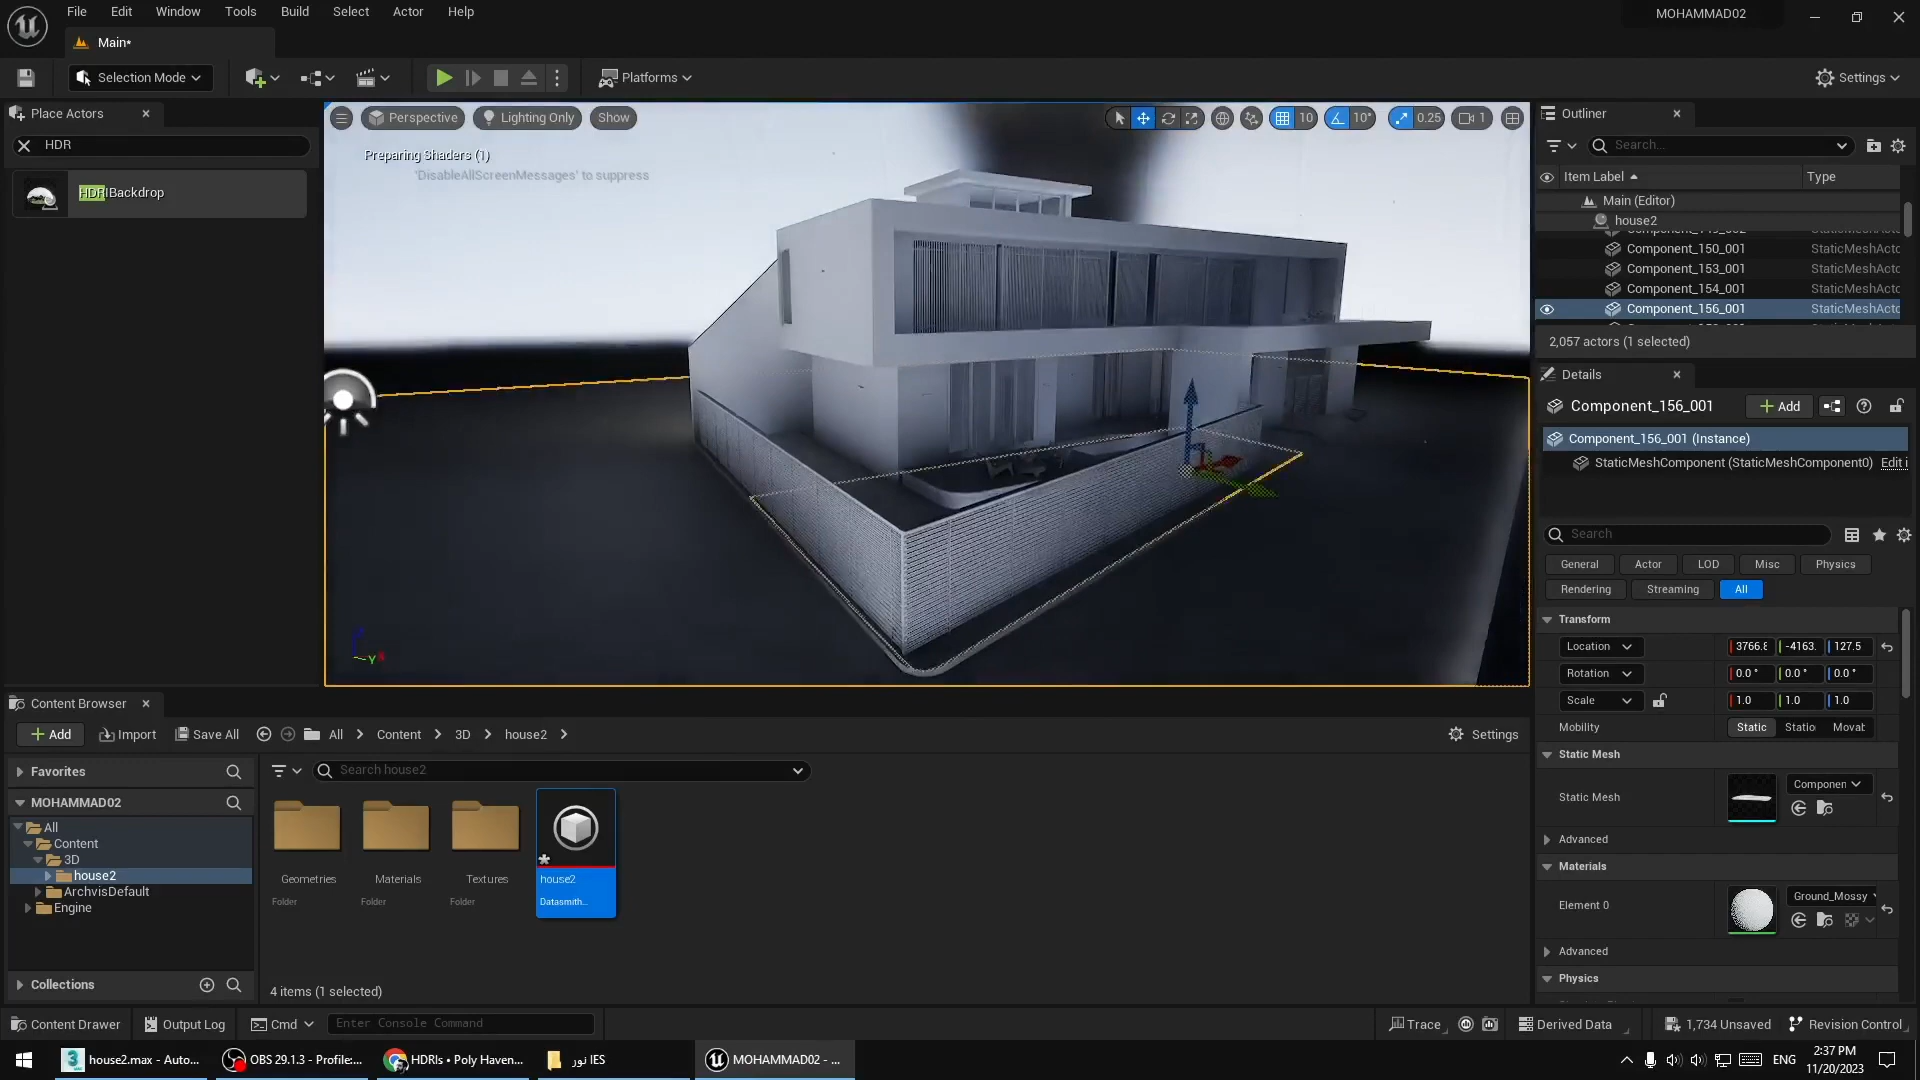 File Edit Window Tools Build Select Actor Help
MOHAMMAD02
Main*
Selection Mode
Platforms
Settings
Place Actors
HDR
HDRIBackdrop
Perspective
Lighting Only
Show
10
10°
0.25
1
Preparing Shaders (1)
'DisableAllScreenMessages' to suppress
Y
Outliner
Search...
Item Label
Type
Main (Editor)
house2
Component_150_001 StaticMeshActo
Component_153_001 StaticMeshActo
Component_154_001 StaticMeshActo
Component_156_001 StaticMeshActo
2,057 actors (1 selected)
Details
Component_156_001
Add
Component_156_001 (Instance)
StaticMeshComponent (StaticMeshComponent0) Edit i
Search
General Actor LOD Misc Physics
Rendering Streaming All
Transform
Location 3766.8 -4163. 127.5
Rotation 0.0 ° 0.0 ° 0.0 °
Scale 1.0 1.0 1.0
Mobility Static Statio Movab
Static Mesh
Static Mesh
Componen
Advanced
Materials
Element 0
Ground_Mossy
Advanced
Physics
Content Browser
Add Import Save All All Content 3D house2
Settings
Favorites
Search house2
MOHAMMAD02
All
Content
3D
house2
ArchvisDefault
Engine
Collections
Geometries
Folder
Materials
Folder
Textures
Folder
house2
Datasmith...
4 items (1 selected)
Content Drawer Output Log Cmd Enter Console Command
Trace Derived Data 1,734 Unsaved Revision Control
house2.max - Auto...
OBS 29.1.3 - Profile:...
HDRIs • Poly Haven...
نور IES
MOHAMMAD02 - ...
ENG
2:37 PM
11/20/2023